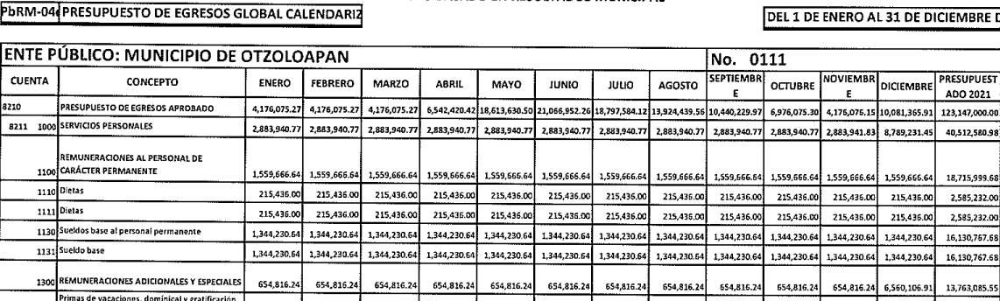 PbRM-04 PRESUPUESTO DE EGRESOS GLOBAL CALENDARIZ
DEL 1 DE ENERO AL 31 DE DICIEMBRE D
ENTE PÚBLICO: MUNICIPIO DE OTZOLOAPAN No. 0111
CUENTA CONCEPTO ENERO FEBRERO MARZO ABRIL MAYO JUNIO JULIO AGOSTO SEPTIEMBR E OCTUBRE NOVIEMBR E DICIEMBRE PRESUPUEST ADO 2021
8210 PRESUPUESTO DE EGRESOS APROBADO 4,176,075.27 4,176,075.27 4,176,075.27 6,542,420.42 18,613,630.50 21,066,952.26 18,797,584.12 13,924,439.56 10,440,229.97 6,976,075.30 4,176,075.15 10,081,365.91 123,147,000.00
8211 1000 SERVICIOS PERSONALES 2,883,940.77 2,883,940.77 2,883,940.77 2,883,940.77 2,883,940.77 2,883,940.77 2,883,940.77 2,883,940.77 2,883,940.77 2,883,940.77 2,883,941.83 8,789,231.45 40,512,580.98
REMUNERACIONES AL PERSONAL DE
1100 CARÁCTER PERMANENTE 1,559,666.64 1,559,666.64 1,559,666.64 1,559,666.64 1,559,666.64 1,559,666.64 1,559,666.64 1,559,666.64 1,559,666.64 1,559,666.64 1,559,666.64 1,559,666.64 18,715,999.68
1110 Dietas 215,436.00 215,436.00 215,436.00 215,436.00 215,436.00 215,436.00 215,436.00 215,436.00 215,436.00 215,436.00 215,436.00 215,436.00 2,585,232.00
1111 Dietas 215,436.00 215,436.00 215,436.00 215,436.00 215,436.00 215,436.00 215,436.00 215,436.00 215,436.00 215,436.00 215,436.00 215,436.00 2,585,232.00
1130 Sueldos base al personal permanente 1,344,230.64 1,344,230.64 1,344,230.64 1,344,230.64 1,344,230.64 1,344,230.64 1,344,230.64 1,344,230.64 1,344,230.64 1,344,230.64 1,344,230.64 1,344,230.64 16,130,767.68
1131 Sueldo base 1,344,230.64 1,344,230.64 1,344,230.64 1,344,230.64 1,344,230.64 1,344,230.64 1,344,230.64 1,344,230.64 1,344,230.64 1,344,230.64 1,344,230.64 1,344,230.64 16,130,767.68
1300 REMUNERACIONES ADICIONALES Y ESPECIALES 654,816.24 654,816.24 654,816.24 654,816.24 654,816.24 654,816.24 654,816.24 654,816.24 654,816.24 654,816.24 654,816.24 6,560,106.91 13,763,085.55
Primas de vacaciones, dominical y gratificación